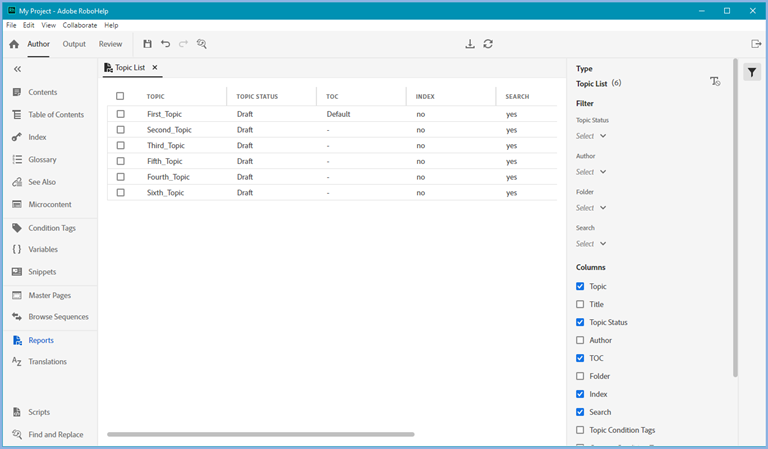 My Project - Adobe RoboHelp
File Edit View Collaborate Help
Author Output Review
Topic List
Contents
Table of Contents
Index
Glossary
See Also
Microcontent
Condition Tags
Variables
Snippets
Master Pages
Browse Sequences
Reports
Translations
Scripts
Find and Replace
TOPIC TOPIC STATUS TOC INDEX SEARCH
First_Topic Draft Default no yes
Second_Topic Draft - no yes
Third_Topic Draft - no yes
Fifth_Topic Draft - no yes
Fourth_Topic Draft - no yes
Sixth_Topic Draft - no yes
Type
Topic List (6)
Filter
Topic Status
Select
Author
Select
Folder
Select
Search
Select
Columns
Topic
Title
Topic Status
Author
TOC
Folder
Index
Search
Topic Condition Tags